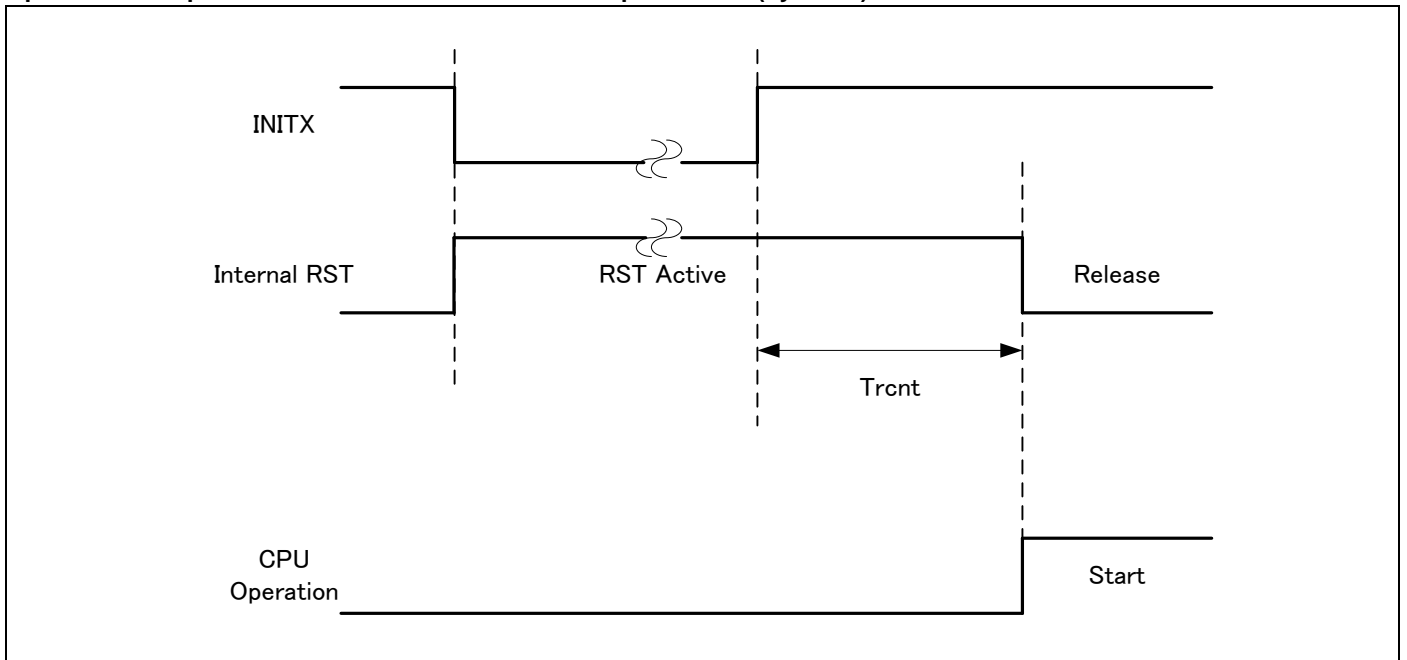 INITX
Internal RST
RST Active
Release
Trcnt
CPU
Operation
Start